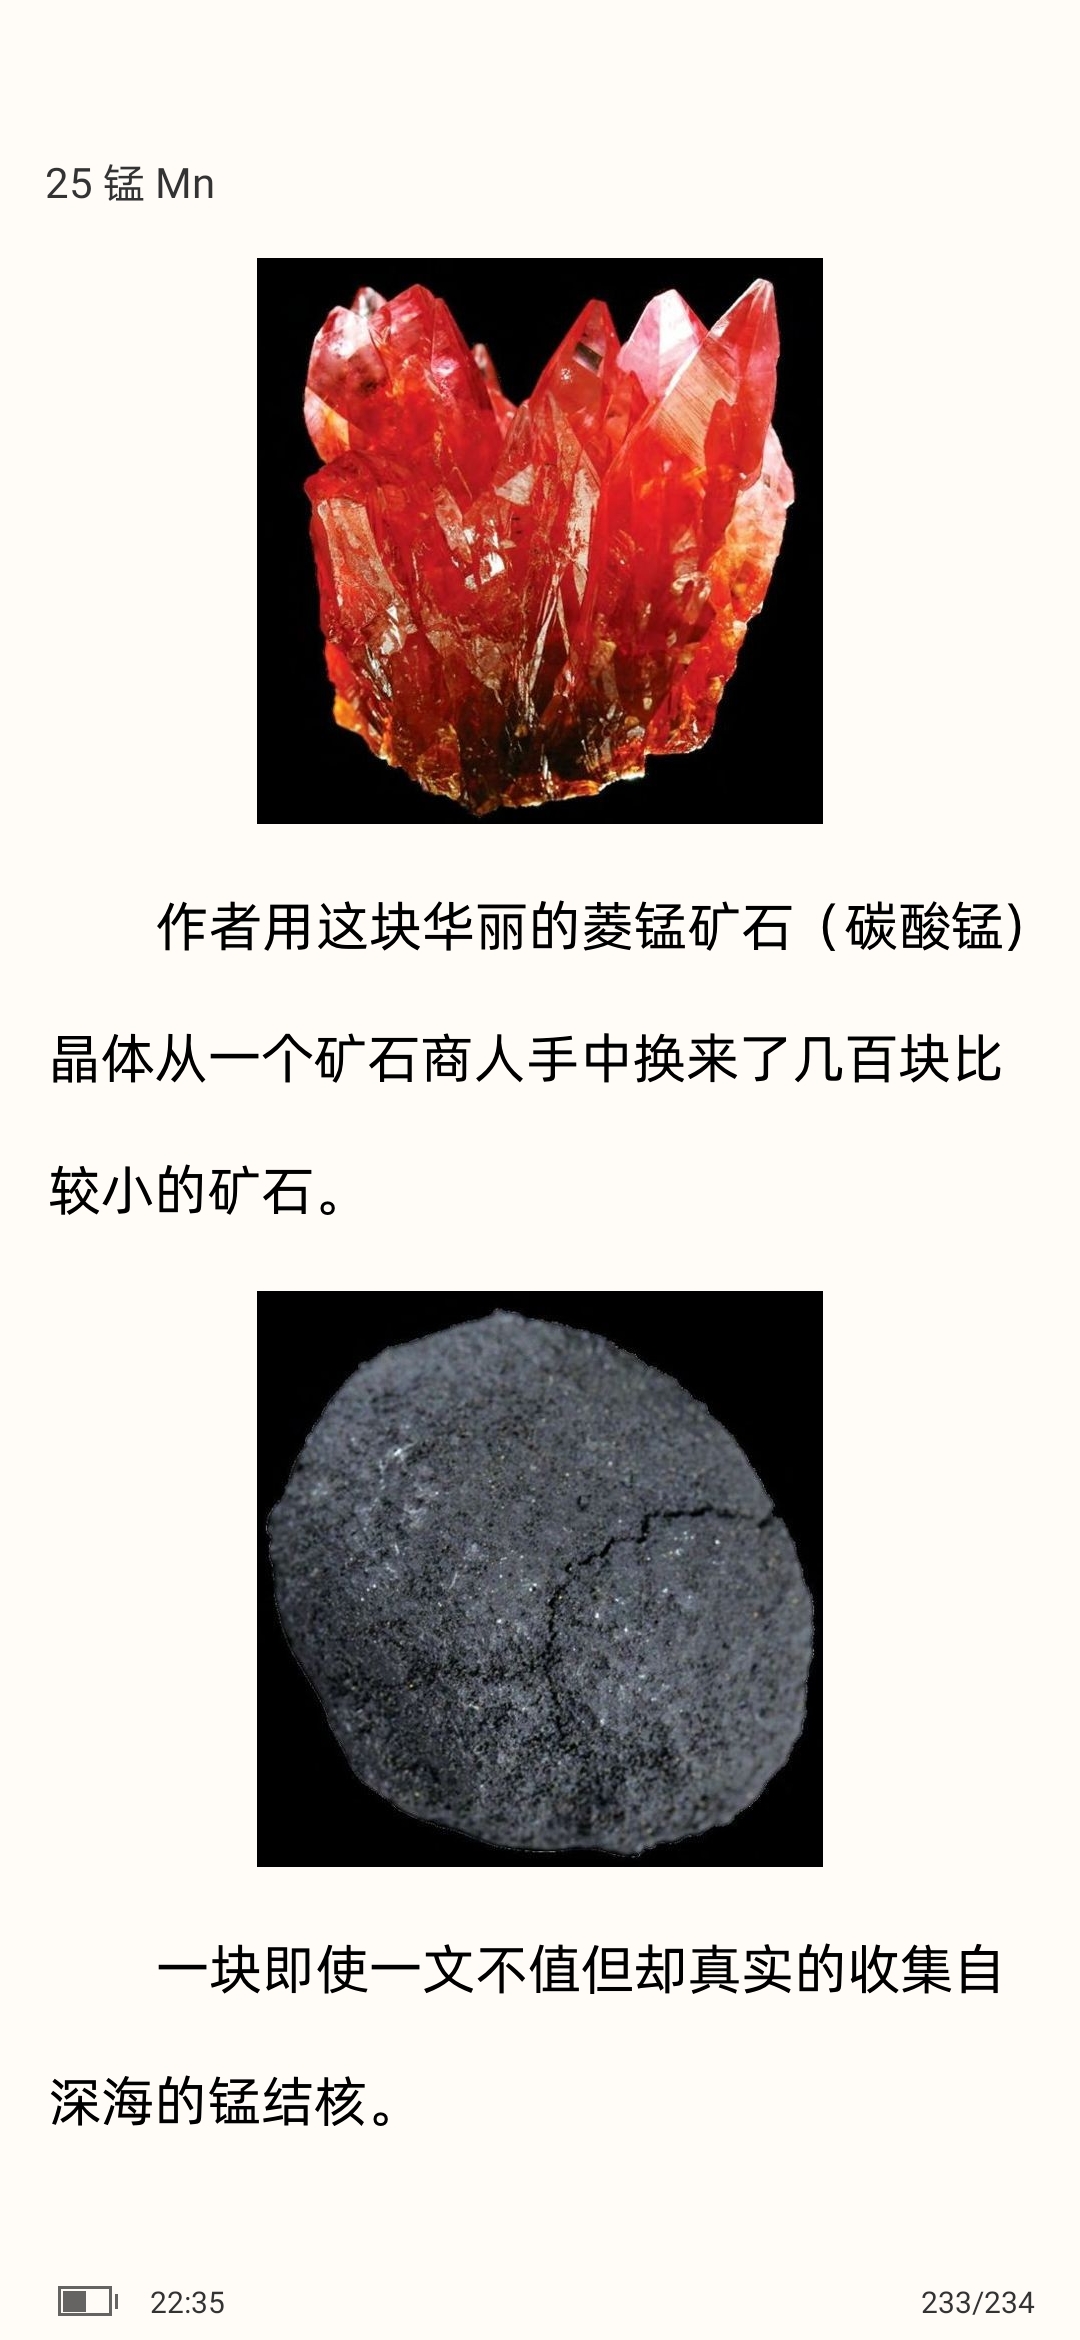 25 锰 Mn
作者用这块华丽的菱锰矿石（碳酸锰）
晶体从一个矿石商人手中换来了几百块比
较小的矿石。
一块即使一文不值但却真实的收集自
深海的锰结核。
22:35
233/234